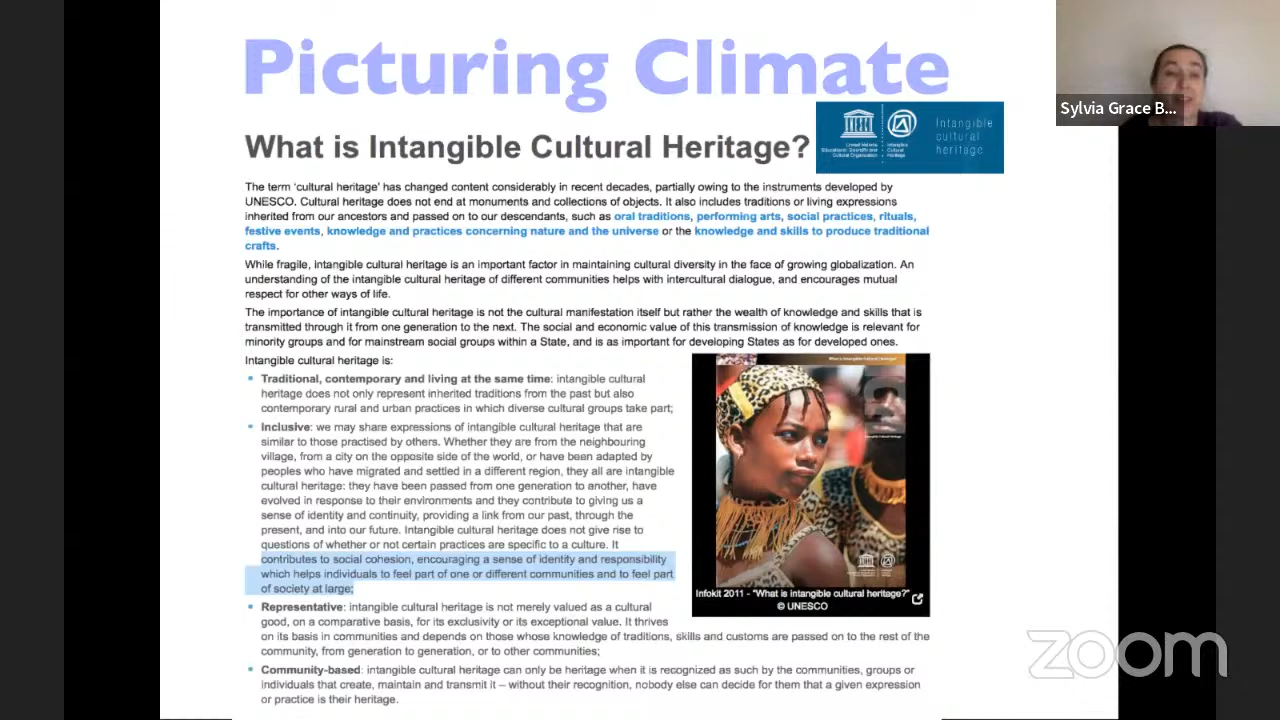 Picturing Climate
Sylvia Grace B...
What is Intangible Cultural Heritage?
UNESCO
United Nations
Educational, Scientific and
Cultural Organization
Intangible
Cultural
Heritage
Intangible
cultural
heritage
The term 'cultural heritage' has changed content considerably in recent decades, partially owing to the instruments developed by
UNESCO. Cultural heritage does not end at monuments and collections of objects. It also includes traditions or living expressions
inherited from our ancestors and passed on to our descendants, such as oral traditions, performing arts, social practices, rituals,
festive events, knowledge and practices concerning nature and the universe or the knowledge and skills to produce traditional
crafts.
While fragile, intangible cultural heritage is an important factor in maintaining cultural diversity in the face of growing globalization. An
understanding of the intangible cultural heritage of different communities helps with intercultural dialogue, and encourages mutual
respect for other ways of life.
The importance of intangible cultural heritage is not the cultural manifestation itself but rather the wealth of knowledge and skills that is
transmitted through it from one generation to the next. The social and economic value of this transmission of knowledge is relevant for
minority groups and for mainstream social groups within a State, and is as important for developing States as for developed ones.
Intangible cultural heritage is:
Traditional, contemporary and living at the same time: intangible cultural
heritage does not only represent inherited traditions from the past but also
contemporary rural and urban practices in which diverse cultural groups take part;
Inclusive: we may share expressions of intangible cultural heritage that are
similar to those practised by others. Whether they are from the neighbouring
village, from a city on the opposite side of the world, or have been adapted by
peoples who have migrated and settled in a different region, they all are intangible
cultural heritage: they have been passed from one generation to another, have
evolved in response to their environments and they contribute to giving us a
sense of identity and continuity, providing a link from our past, through the
present, and into our future. Intangible cultural heritage does not give rise to
questions of whether or not certain practices are specific to a culture. It
contributes to social cohesion, encouraging a sense of identity and responsibility
which helps individuals to feel part of one or different communities and to feel part
of society at large;
Infokit 2011 - "What is intangible cultural heritage?"
© UNESCO
Representative: intangible cultural heritage is not merely valued as a cultural
good, on a comparative basis, for its exclusivity or its exceptional value. It thrives
on its basis in communities and depends on those whose knowledge of traditions, skills and customs are passed on to the rest of the
community, from generation to generation, or to other communities;
Community-based: intangible cultural heritage can only be heritage when it is recognized as such by the communities, groups or
individuals that create, maintain and transmit it – without their recognition, nobody else can decide for them that a given expression
or practice is their heritage.
zoom